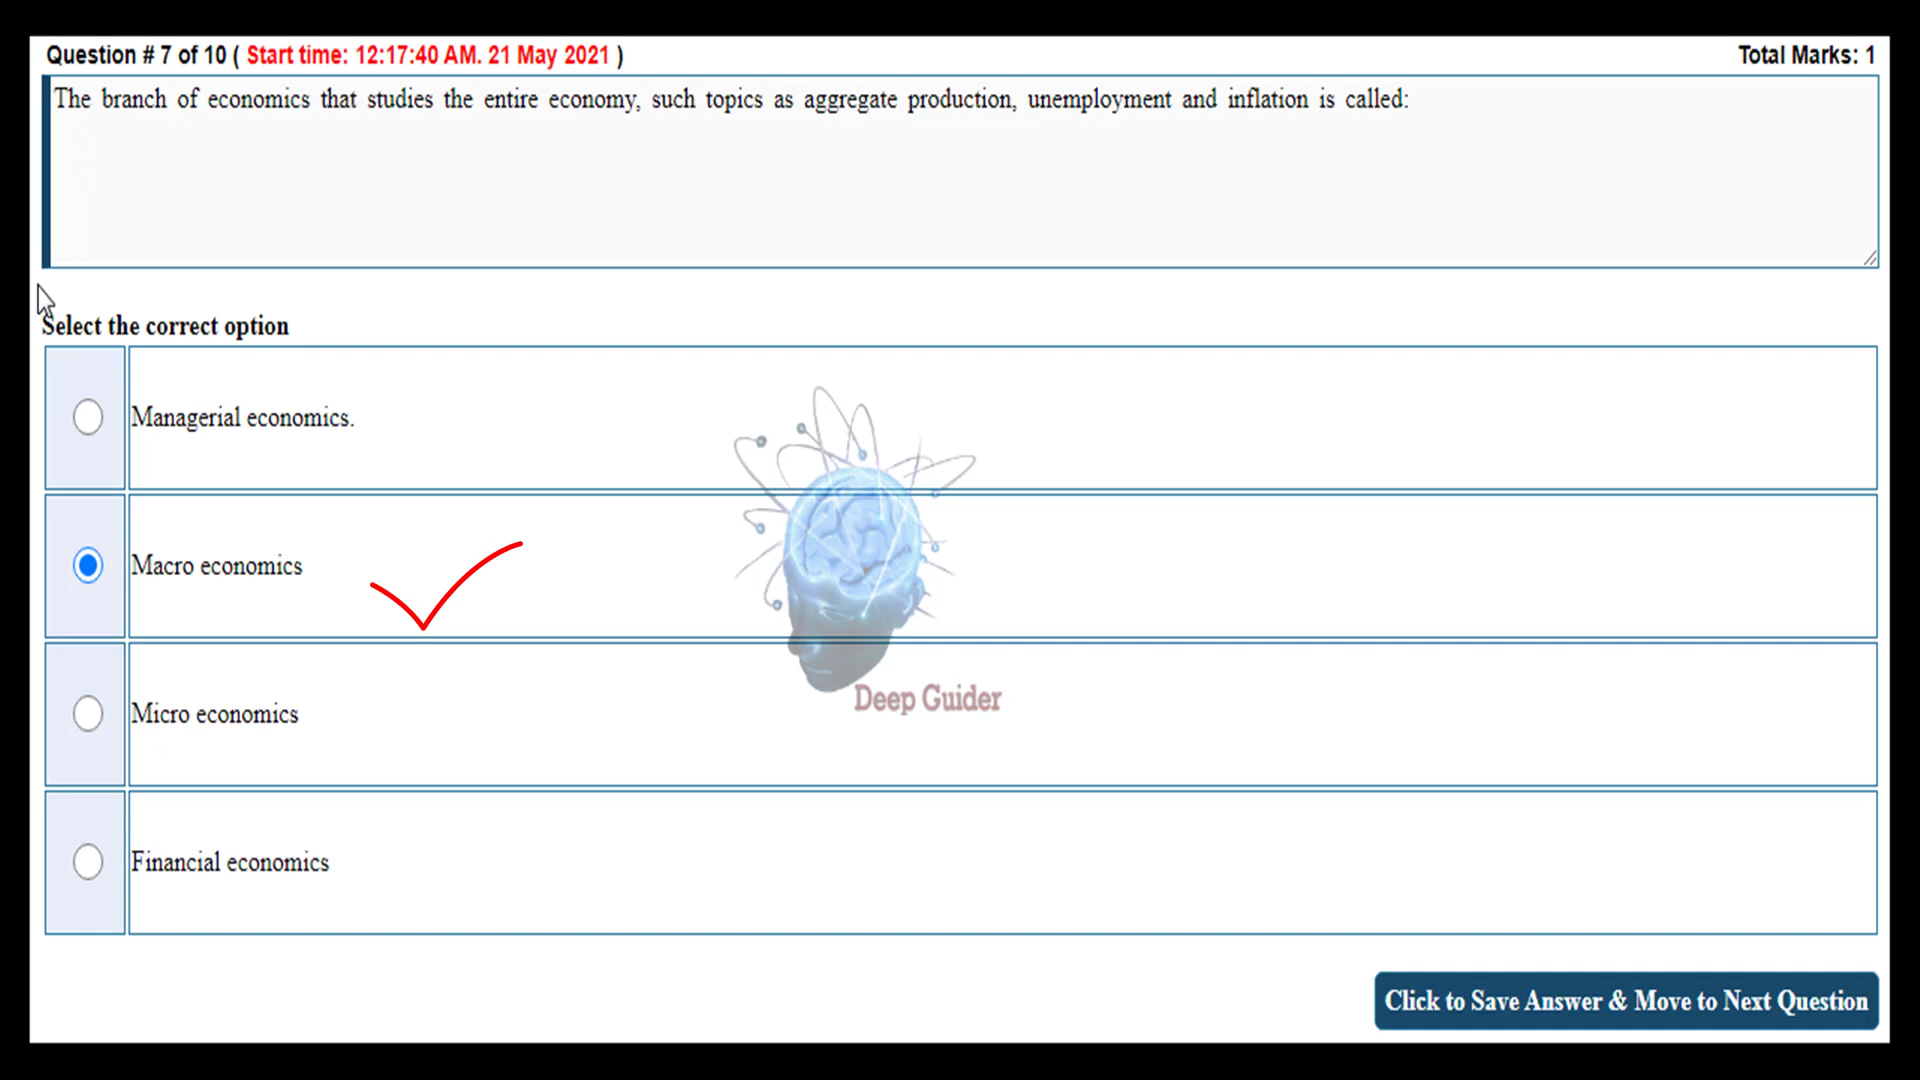 Question # 7 of 10 ( Start time: 12:17:40 AM. 21 May 2021 )
Total Marks: 1
The branch of economics that studies the entire economy, such topics as aggregate production, unemployment and inflation is called:
Select the correct option
Managerial economics.
Macro economics
Micro economics
Deep Guider
Financial economics
Click to Save Answer & Move to Next Question